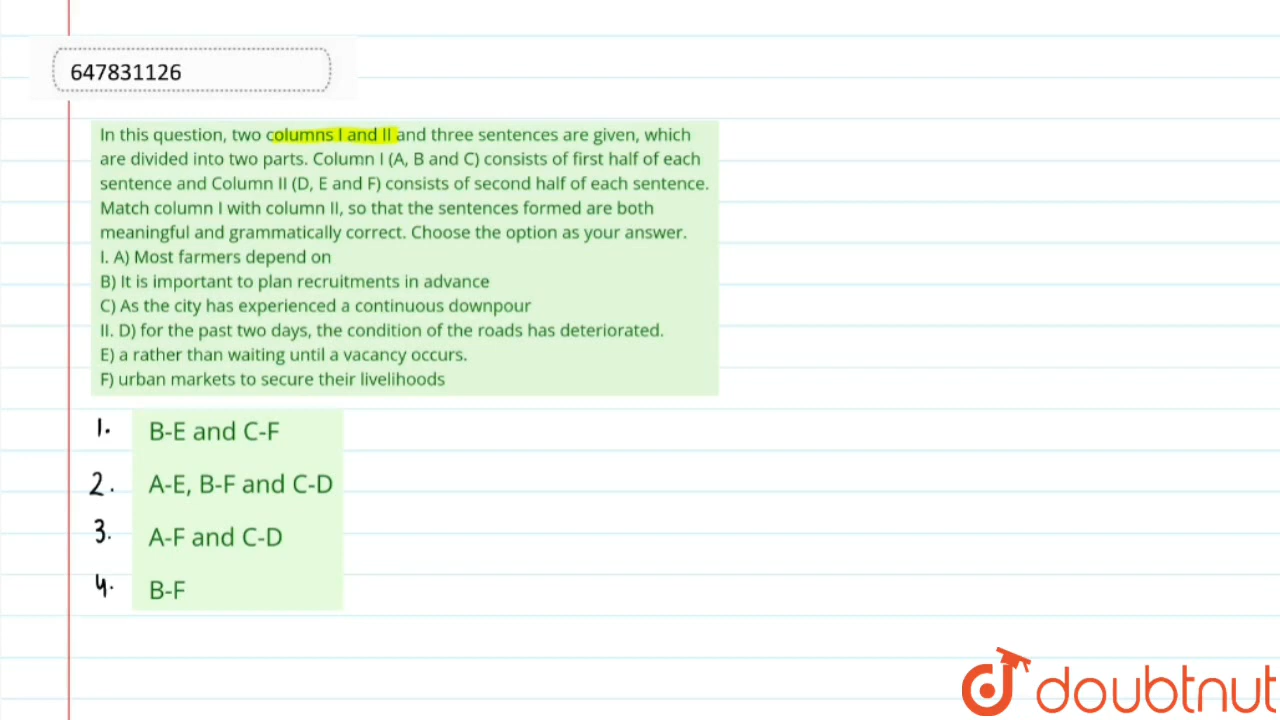 647831126
In this question, two columns I and II and three sentences are given, which
are divided into two parts. Column I (A, B and C) consists of first half of each
sentence and Column II (D, E and F) consists of second half of each sentence.
Match column I with column II, so that the sentences formed are both
meaningful and grammatically correct. Choose the option as your answer.
I. A) Most farmers depend on
B) It is important to plan recruitments in advance
C) As the city has experienced a continuous downpour
II. D) for the past two days, the condition of the roads has deteriorated.
E) a rather than waiting until a vacancy occurs.
F) urban markets to secure their livelihoods
1. B-E and C-F
2. A-E, B-F and C-D
3. A-F and C-D
4. B-F
doubtnut